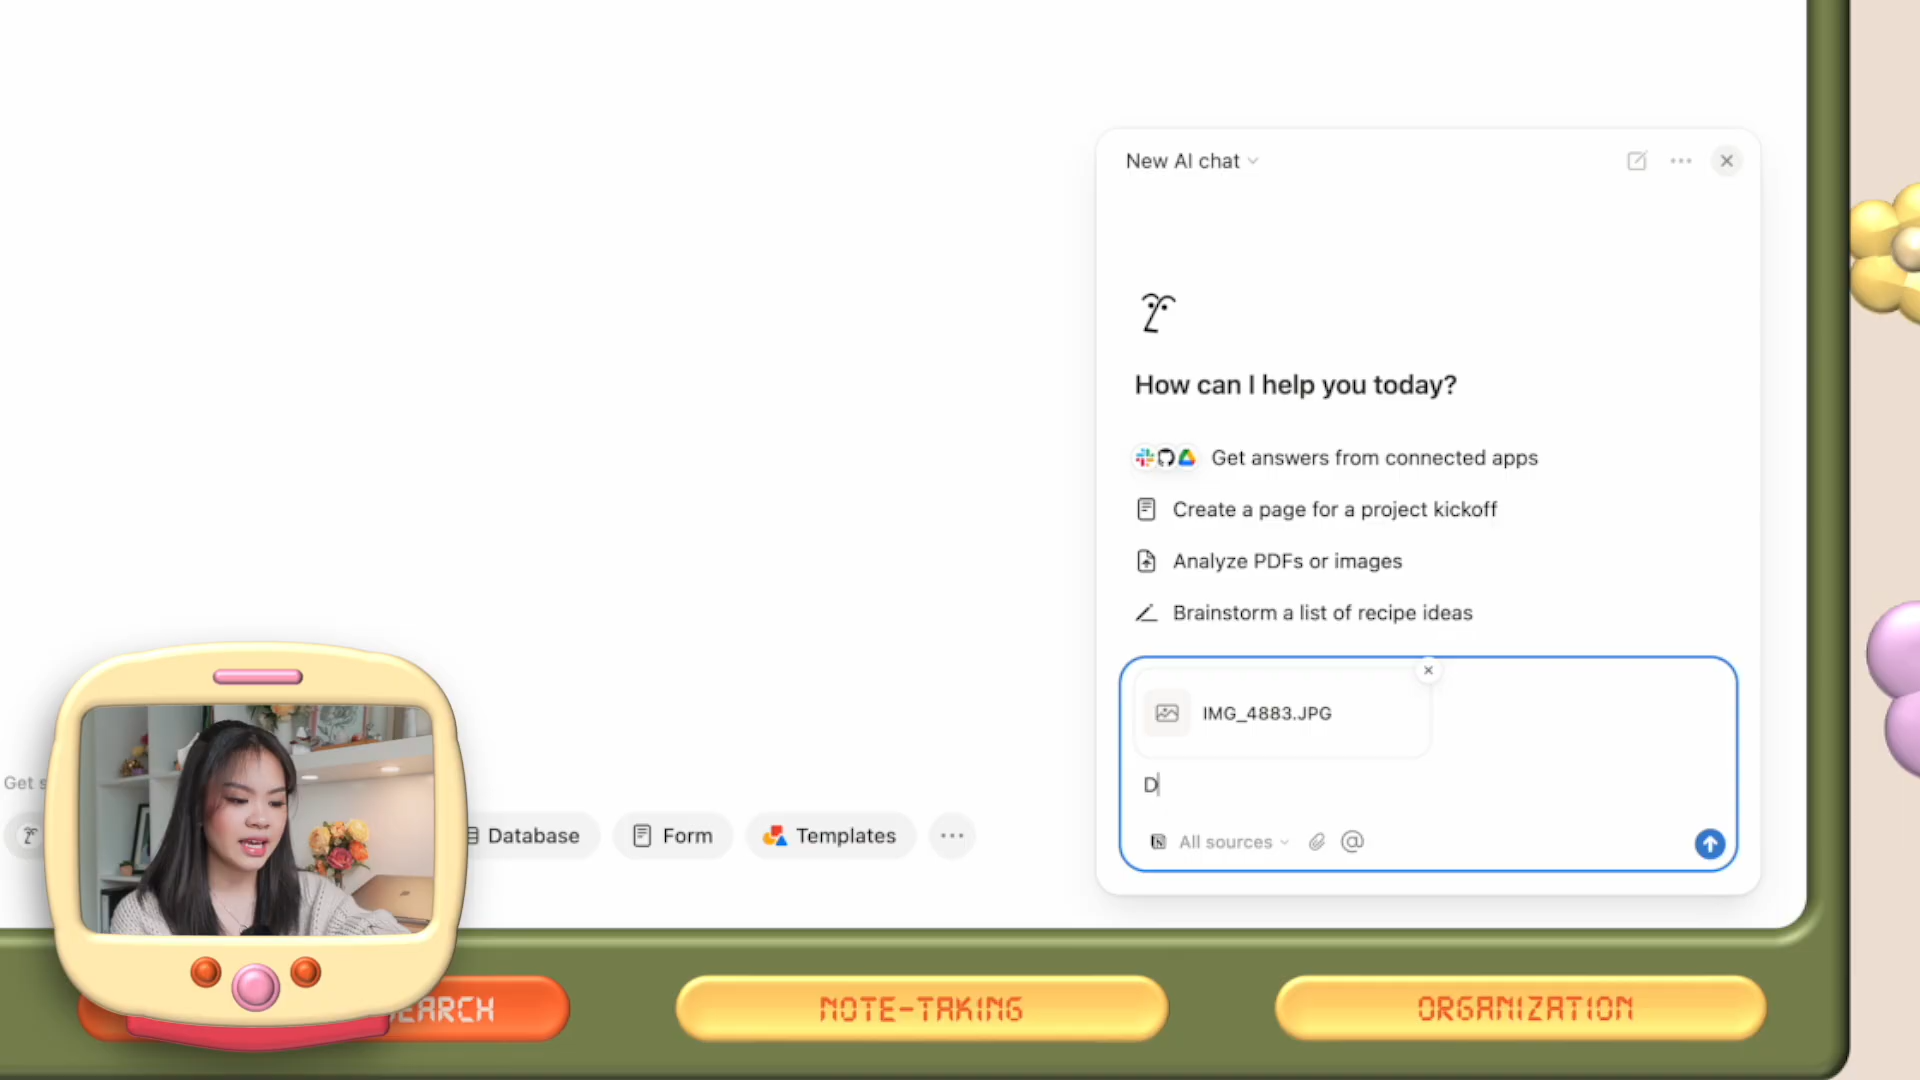 New AI chat
How can I help you today?
Get answers from connected apps
Create a page for a project kickoff
Analyze PDFs or images
Brainstorm a list of recipe ideas
IMG_4883.JPG
D
All sources
Get
Database
Form
Templates
NOTE-TAKING
ORGANIZATION